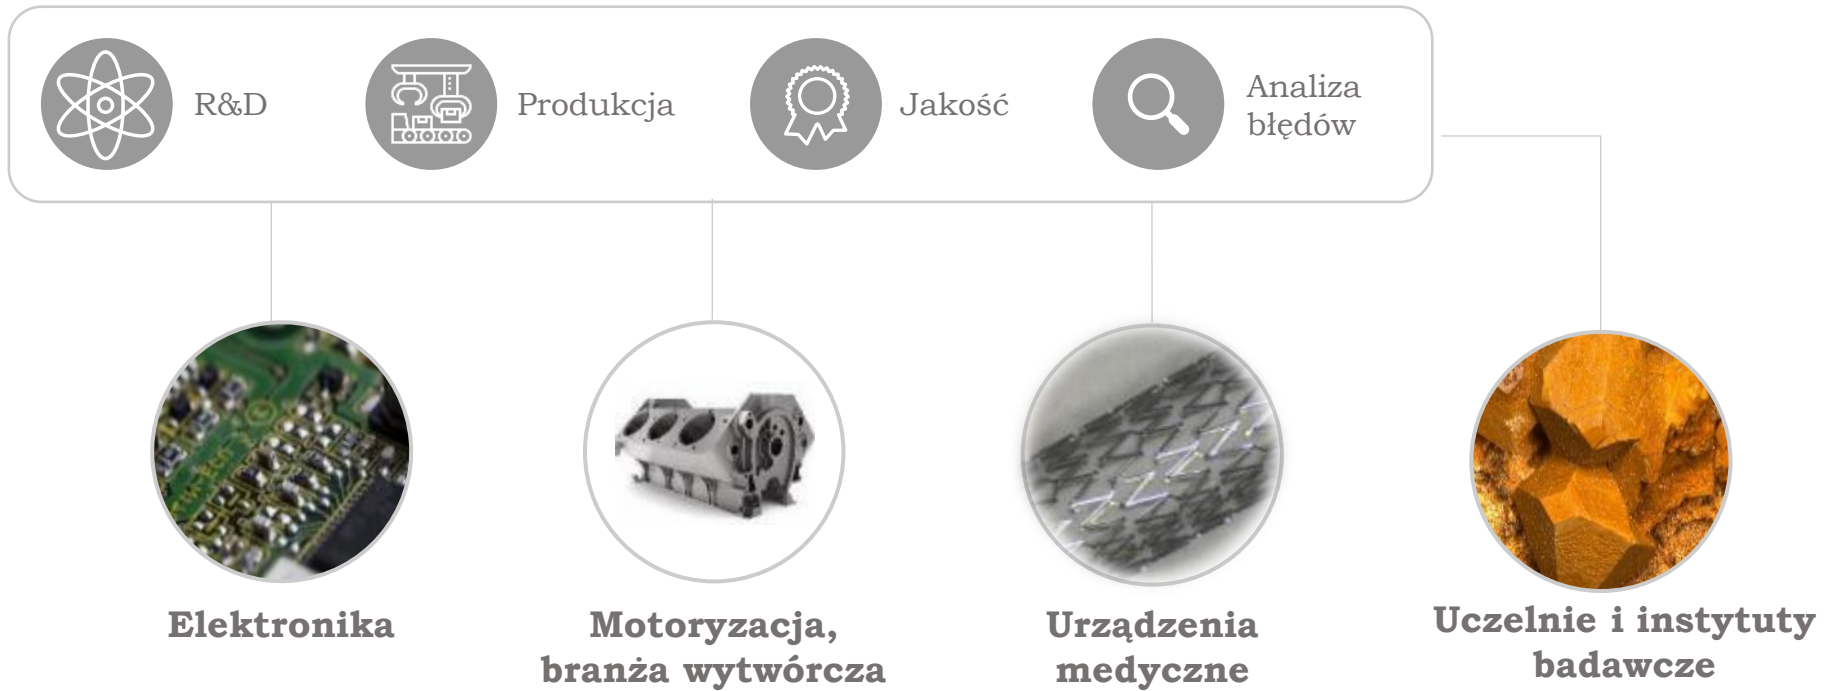 R&D
Produkcja
Jakość
Analiza
błędów
Elektronika
Motoryzacja,
branża wytwórcza
Urządzenia
medyczne
Uczelnie i instytuty
badawcze